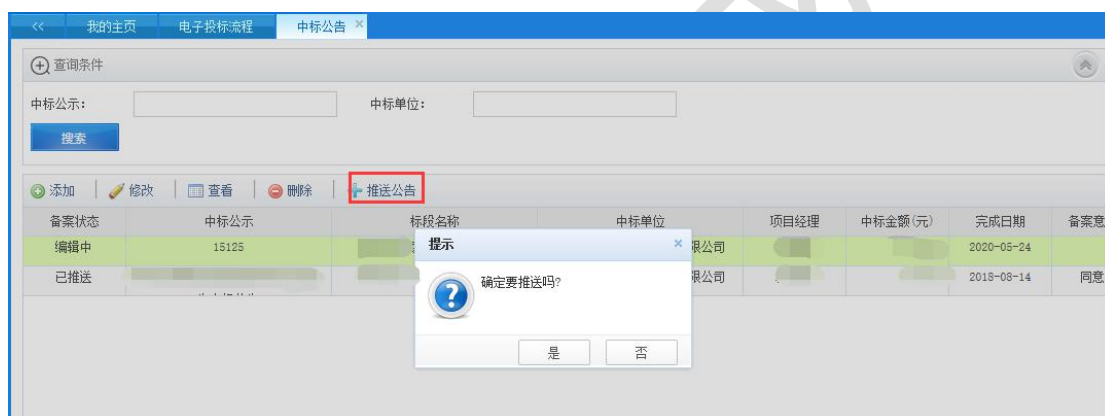 << 我的主页 电子投标流程 中标公告 ×
查询条件
中标公示： 中标单位：
搜索
添加 修改 查看 删除 推送公告
备案状态 中标公示 标段名称 中标单位 项目经理 中标金额(元) 完成日期 备案意
编辑中 15125 限公司 2020-05-24
已推送 限公司 2018-08-14 同意
提示 ×
确定要推送吗?
是 否